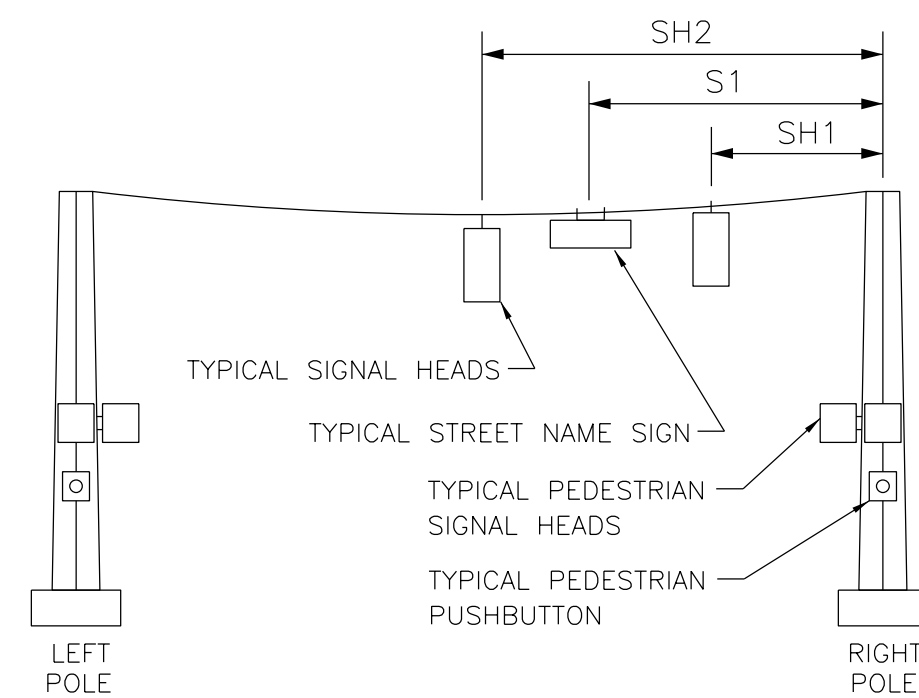 SH2
S1
SH1
TYPICAL SIGNAL HEADS
TYPICAL STREET NAME SIGN
TYPICAL PEDESTRIAN
SIGNAL HEADS
TYPICAL PEDESTRIAN
PUSHBUTTON
LEFT
POLE
RIGHT
POLE